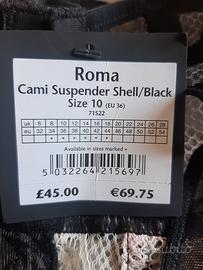 Roma
Cami Suspender Shell/Black
Size 10 (EU 36)
71522
uk 6 8 10 12 14 16 18 20 22 24 26 28
eu 32 34 36 38 40 42 44 46 48 50 52 54
Available in sizes marked *
5 032264 215697
£45.00 €69.75
Subito